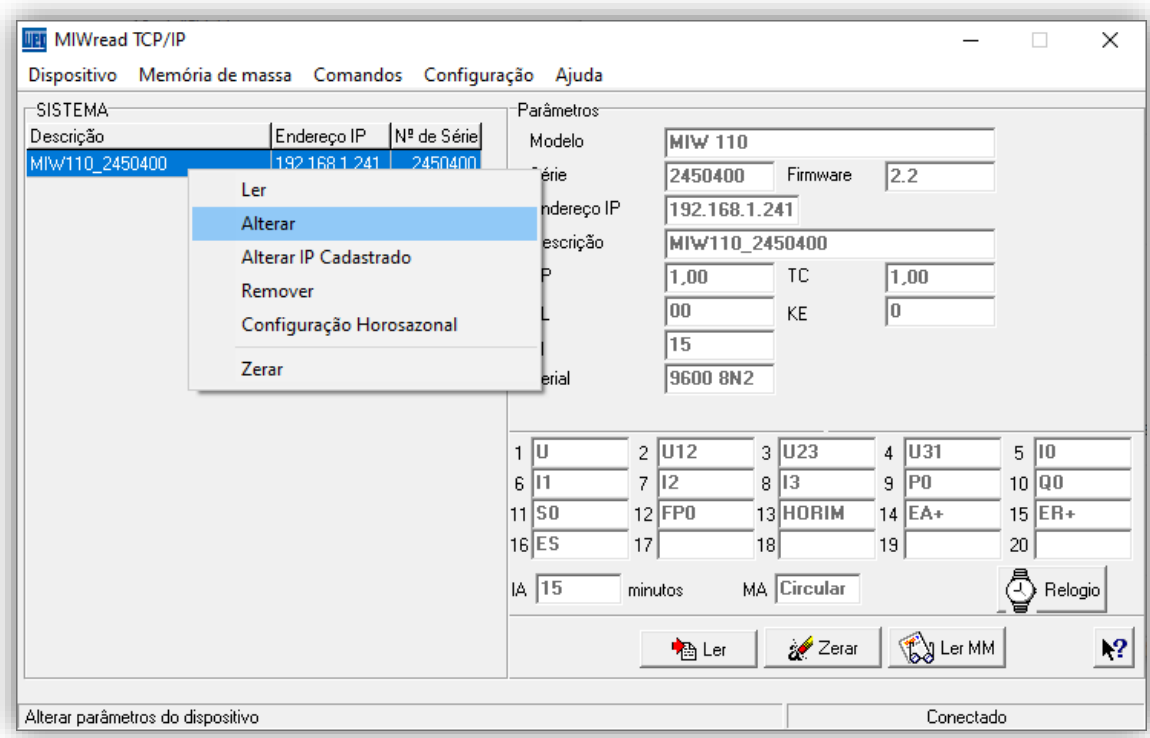 WEG MIWread TCP/IP
Dispositivo Memória de massa Comandos Configuração Ajuda
SISTEMA
Descrição Endereço IP Nº de Série
MIW110_2450400 192.168.1.241 2450400
Ler
Alterar
Alterar IP Cadastrado
Remover
Configuração Horosazonal
Zerar
Parâmetros
Modelo MIW 110
érie 2450400 Firmware 2.2
ndereço IP 192.168.1.241
escrição MIW110_2450400
P 1,00 TC 1,00
L 00 KE 0
I 15
erial 9600 8N2
1 U 2 U12 3 U23 4 U31 5 I0
6 I1 7 I2 8 I3 9 P0 10 Q0
11 S0 12 FP0 13 HORIM 14 EA+ 15 ER+
16 ES 17 18 19 20
IA 15 minutos MA Circular Relogio
Ler Zerar Ler MM ?
Alterar parâmetros do dispositivo Conectado